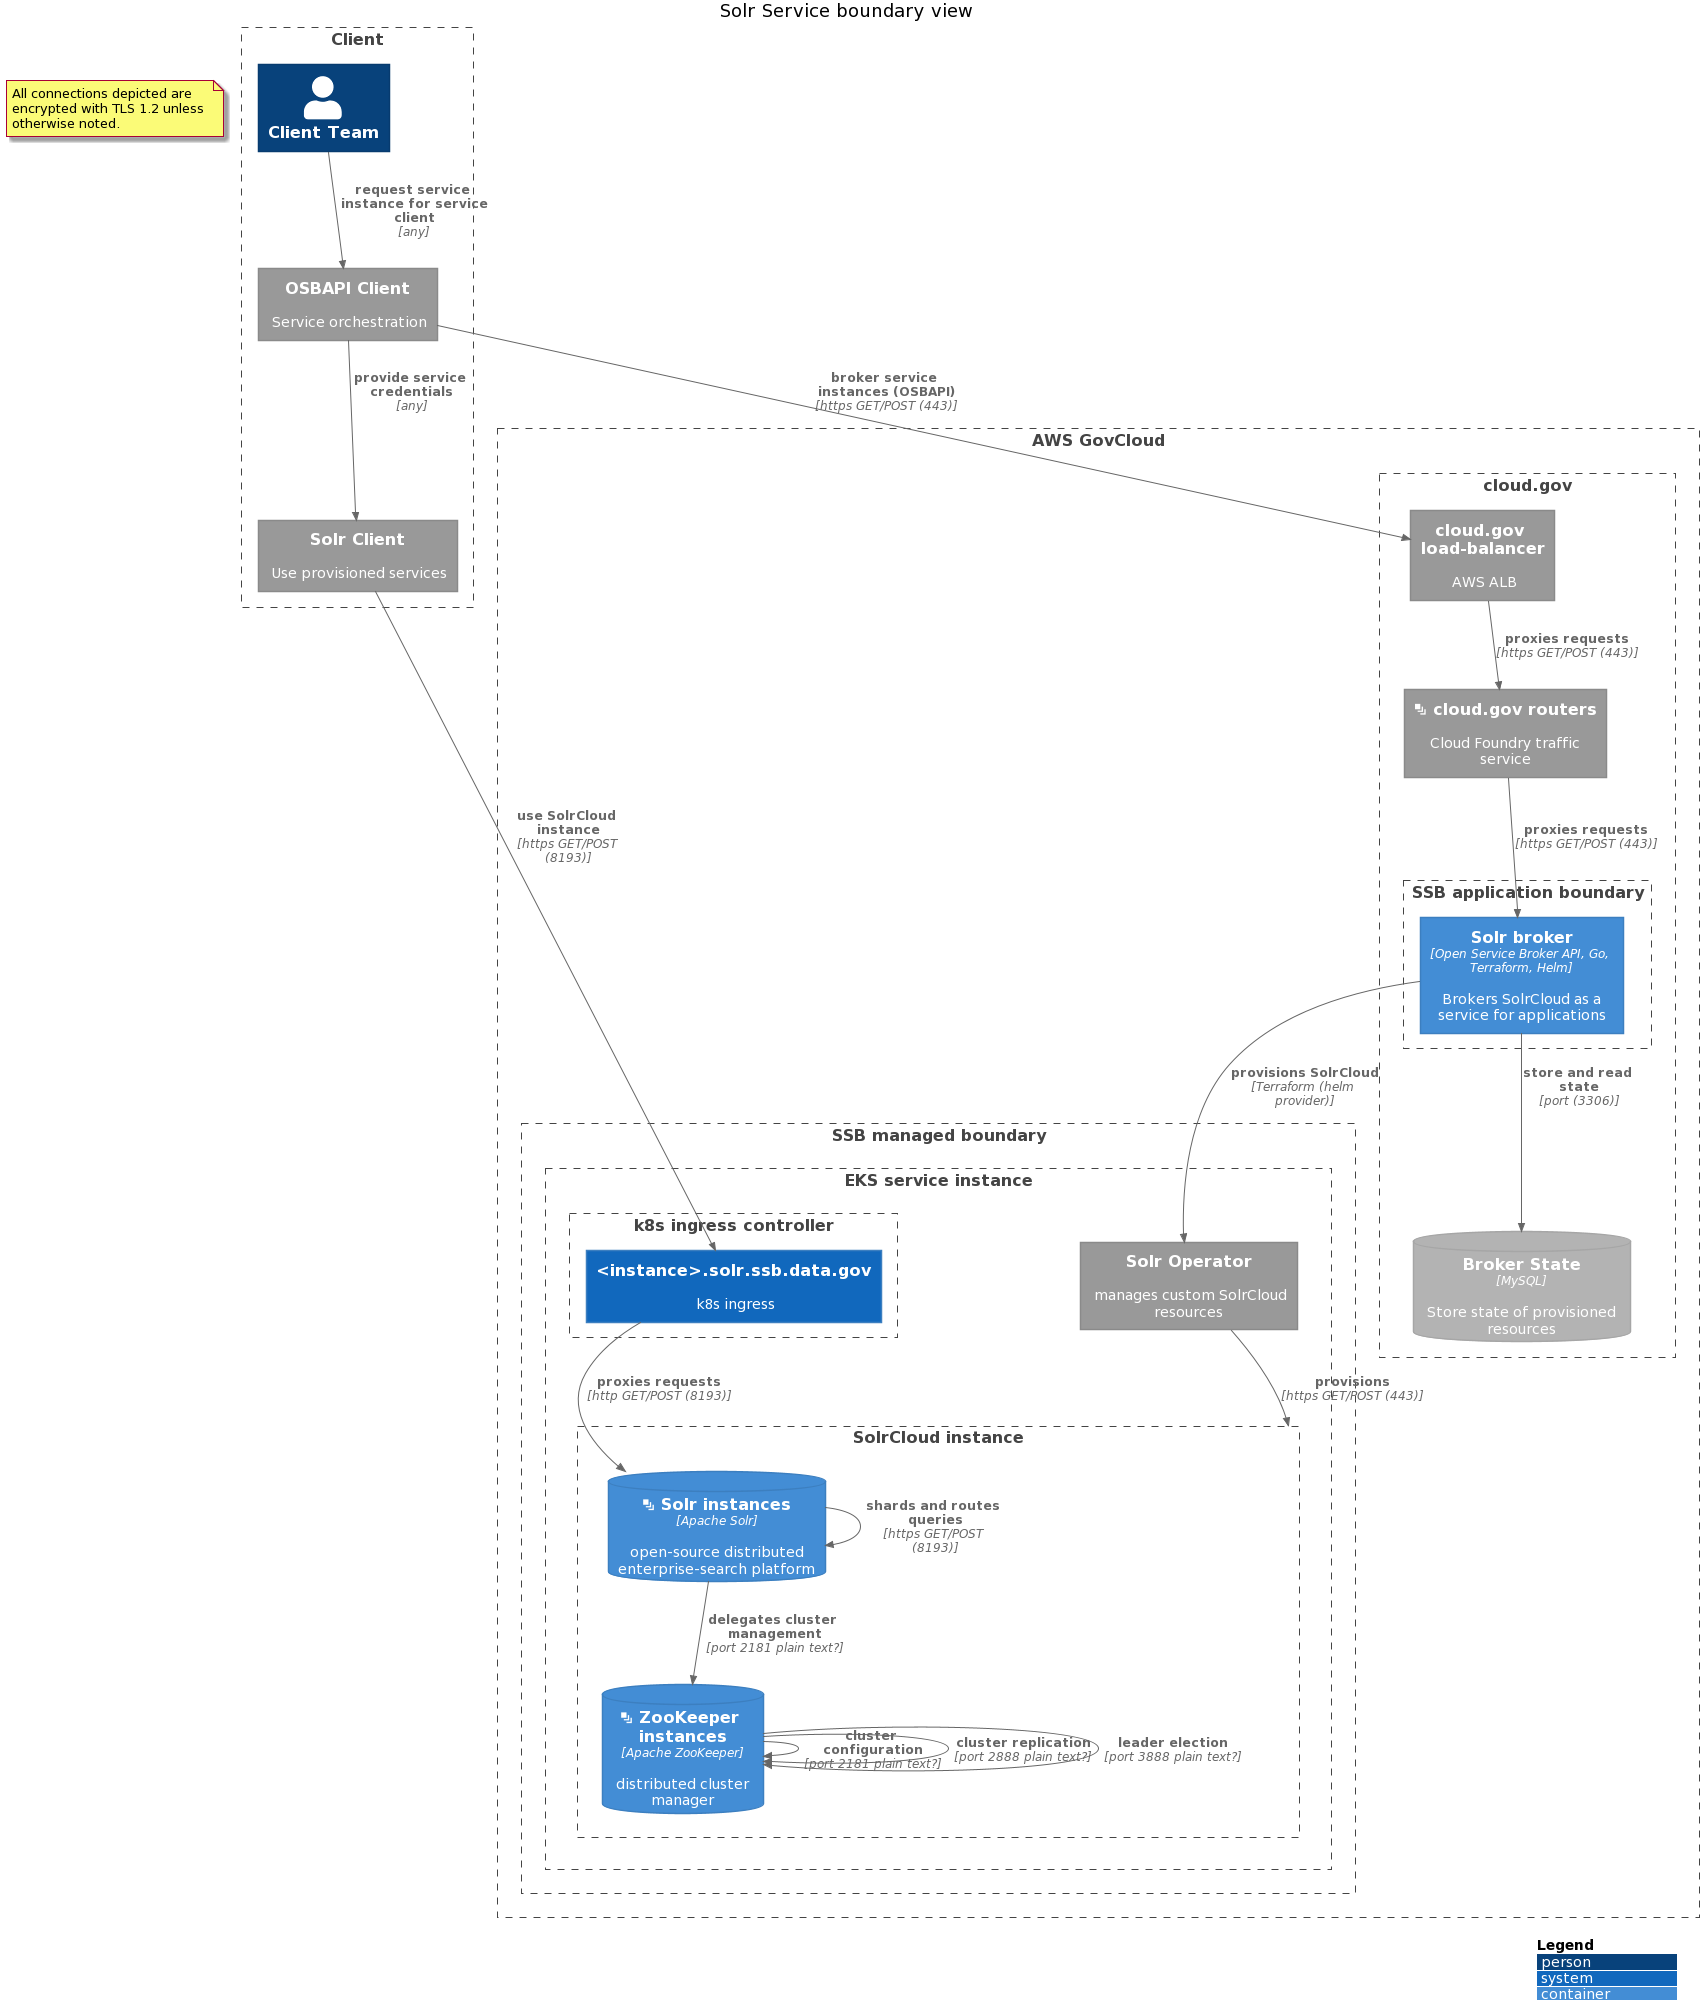 Solr Service boundary view
Client
All connections depicted are
encrypted with TLS 1.2 unless
otherwise noted.
Client Team
request service
instance for service
client
[any]
OSBAPI Client
Service orchestration
provide service
credentials
[any]
broker service
instances (OSBAPI)
[https GET/POST (443)]
Solr Client
Use provisioned services
AWS GovCloud
cloud.gov
cloud.gov
load-balancer
AWS ALB
proxies requests
[https GET/POST (443)]
cloud.gov routers
Cloud Foundry traffic
service
use SolrCloud
instance
[https GET/POST
(8193)]
proxies requests
[https GET/POST (443)]
SSB application boundary
Solr broker
[Open Service Broker API, Go,
Terraform, Helm]
Brokers SolrCloud as a
service for applications
provisions SolrCloud
[Terraform (helm
provider)]
store and read
state
[port (3306)]
SSB managed boundary
EKS service instance
k8s ingress controller
<instance>.solr.ssb.data.gov
k8s ingress
Solr Operator
manages custom SolrCloud
resources
Broker State
[MySQL]
Store state of provisioned
resources
proxies requests
[http GET/POST (8193)]
provisions
[https GET/POST (443)]
SolrCloud instance
Solr instances
[Apache Solr]
open-source distributed
enterprise-search platform
shards and routes
queries
[https GET/POST
(8193)]
delegates cluster
management
[port 2181 plain text?]
ZooKeeper
instances
[Apache ZooKeeper]
distributed cluster
manager
cluster
configuration
[port 2181 plain text?]
cluster replication
[port 2888 plain text?]
leader election
[port 3888 plain text?]
Legend
person
system
container